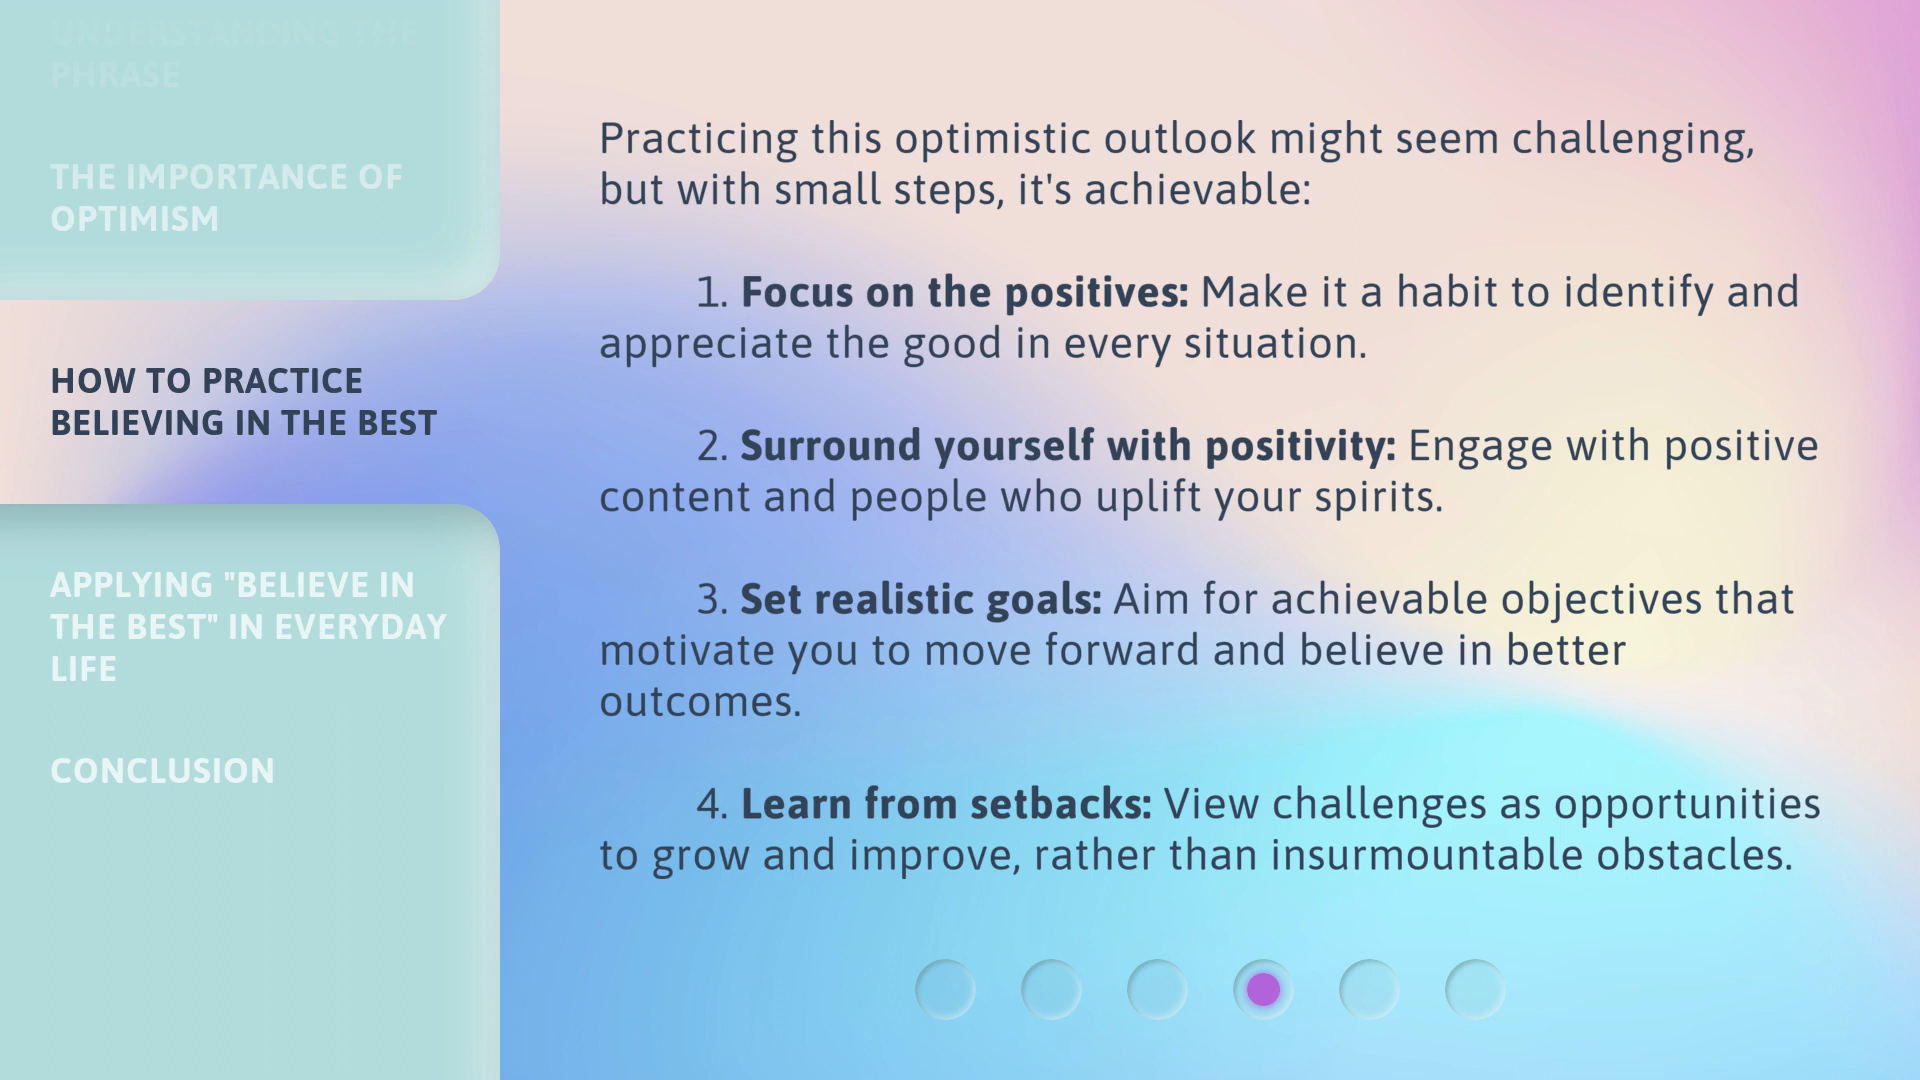 UNDERSTANDING THE
PHRASE
THE IMPORTANCE OF
OPTIMISM
HOW TO PRACTICE
BELIEVING IN THE BEST
APPLYING "BELIEVE IN
THE BEST" IN EVERYDAY
LIFE
CONCLUSION
Practicing this optimistic outlook might seem challenging,
but with small steps, it's achievable:
1. Focus on the positives: Make it a habit to identify and
appreciate the good in every situation.
2. Surround yourself with positivity: Engage with positive
content and people who uplift your spirits.
3. Set realistic goals: Aim for achievable objectives that
motivate you to move forward and believe in better
outcomes.
4. Learn from setbacks: View challenges as opportunities
to grow and improve, rather than insurmountable obstacles.